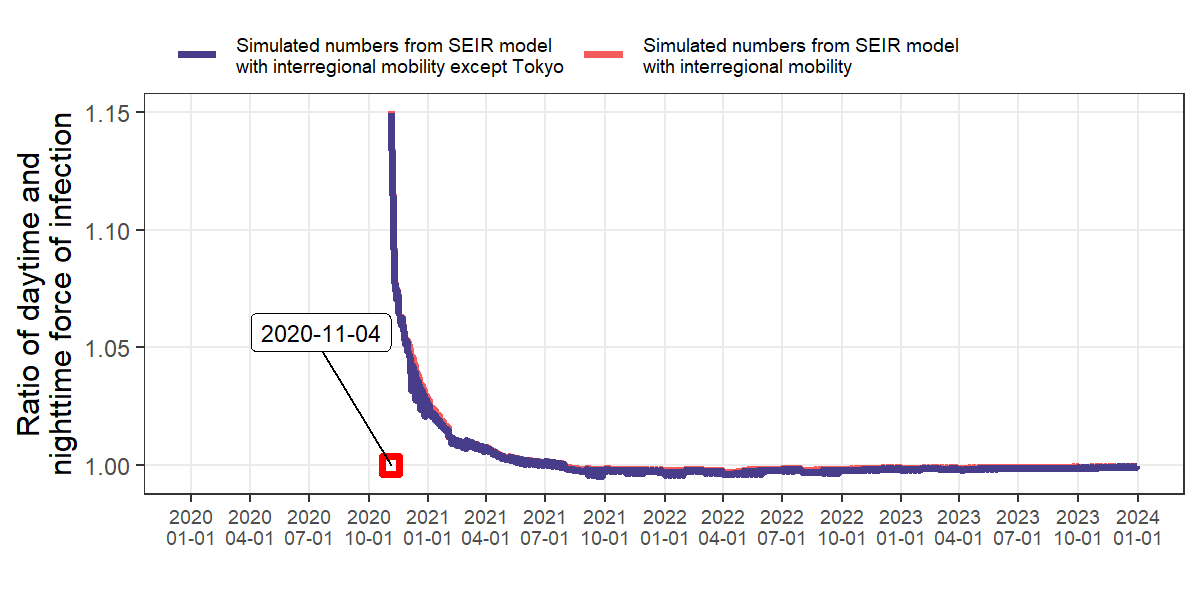 Simulated numbers from SEIR model
with interregional mobility except Tokyo
Simulated numbers from SEIR model
with interregional mobility
Ratio of daytime and
nighttime force of infection
1.15
1.10
1.05
1.00
2020-11-04
2020 2020 2020 2020 2021 2021 2021 2021 2022 2022 2022 2022 2023 2023 2023 2023 2024
01-01 04-01 07-01 10-01 01-01 04-01 07-01 10-01 01-01 04-01 07-01 10-01 01-01 04-01 07-01 10-01 01-01